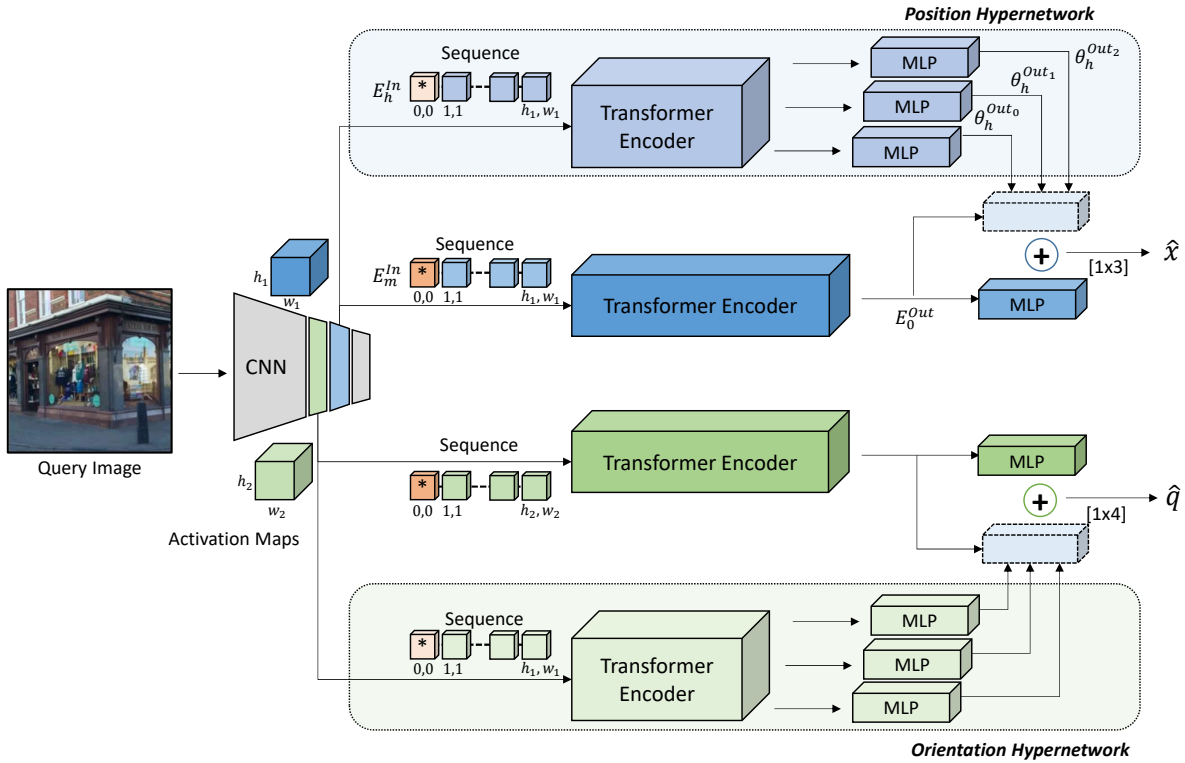 Position Hypernetwork
Sequence
E_h^{In}
*
0,0
1,1
h_1, w_1
Transformer
Encoder
MLP
MLP
MLP
θ_h^{Out_2}
θ_h^{Out_1}
θ_h^{Out_0}
Sequence
E_m^{In}
*
0,0
1,1
h_1, w_1
Transformer Encoder
E_0^{Out}
MLP
+
[1x3]
x̂
h_1
w_1
CNN
Query Image
h_2
w_2
Activation Maps
Sequence
*
0,0
1,1
h_2, w_2
Transformer Encoder
MLP
+
[1x4]
q̂
Sequence
*
0,0
1,1
h_1, w_1
Transformer
Encoder
MLP
MLP
MLP
Orientation Hypernetwork